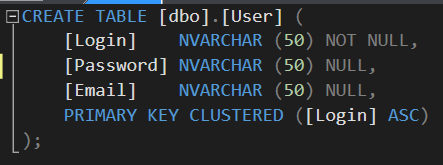 CREATE TABLE [dbo].[User] (
[Login] NVARCHAR (50) NOT NULL,
[Password] NVARCHAR (50) NULL,
[Email] NVARCHAR (50) NULL,
PRIMARY KEY CLUSTERED ([Login] ASC)
);